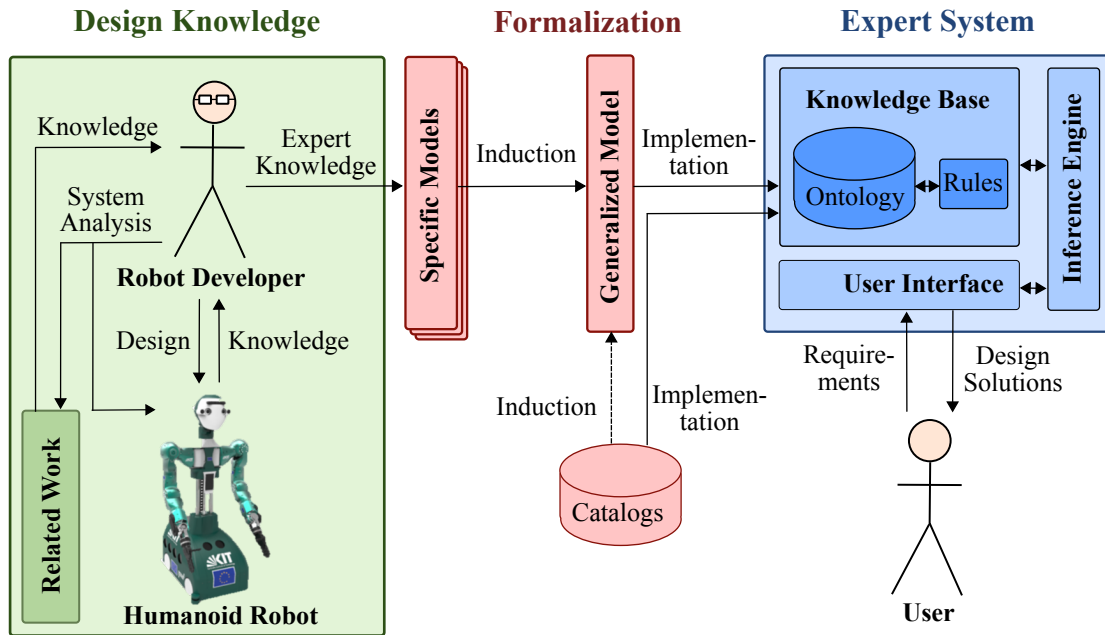 Design Knowledge
Knowledge
System
Analysis
Robot Developer
Design
Knowledge
Related Work
KIT
Humanoid Robot
Expert
Knowledge
Formalization
Specific Models
Induction
Generalized Model
Implemen-
tation
Induction
Implemen-
tation
Catalogs
Expert System
Knowledge Base
Ontology
Rules
Inference Engine
User Interface
Require-
ments
Design
Solutions
User